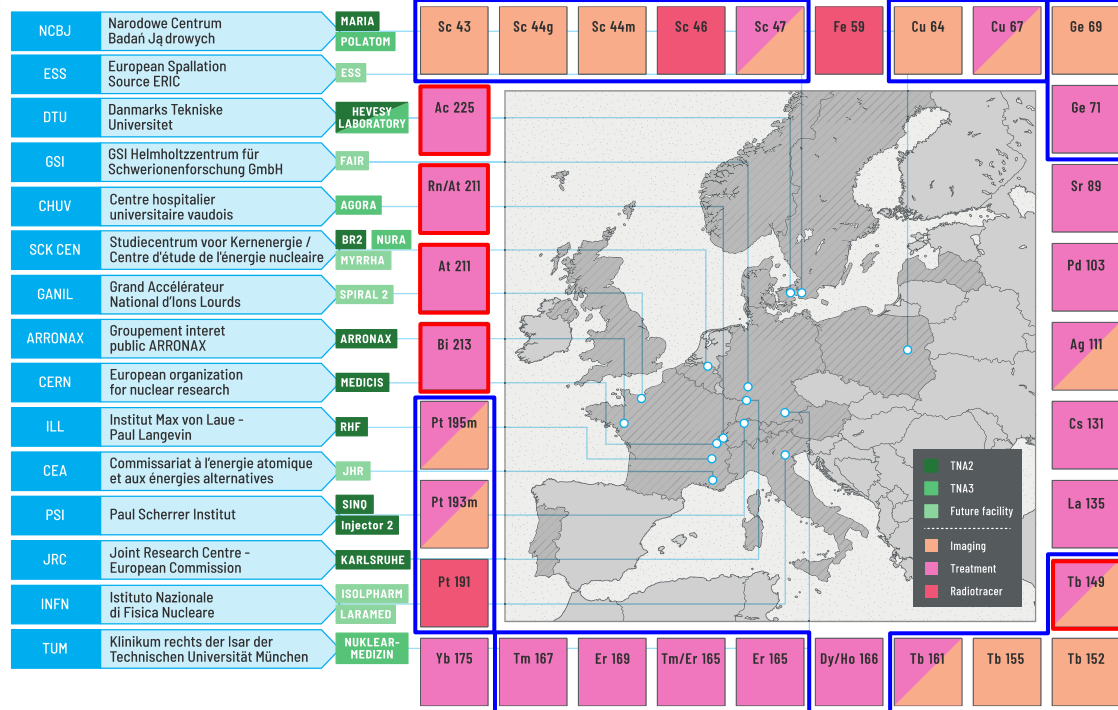 NCBJ
Narodowe Centrum
Badań Jądrowych
MARIA
POLATOM
ESS
European Spallation
Source ERIC
ESS
DTU
Danmarks Tekniske
Universitet
HEVESY
LABORATORY
GSI
GSI Helmholtzzentrum für
Schwerionenforschung GmbH
FAIR
CHUV
Centre hospitalier
universitaire vaudois
AGORA
SCK CEN
Studiecentrum voor Kernenergie /
Centre d'étude de l'énergie nucleaire
BR2
NURA
MYRRHA
GANIL
Grand Accélérateur
National d'Ions Lourds
SPIRAL 2
ARRONAX
Groupement interet
public ARRONAX
ARRONAX
CERN
European organization
for nuclear research
MEDICIS
ILL
Institut Max von Laue -
Paul Langevin
RHF
CEA
Commissariat à l'energie atomique
et aux énergies alternatives
JHR
PSI
Paul Scherrer Institut
SINQ
Injector 2
JRC
Joint Research Centre -
European Commission
KARLSRUHE
INFN
Istituto Nazionale
di Fisica Nucleare
ISOLPHARM
LARAMED
TUM
Klinikum rechts der Isar der
Technischen Universität München
NUKLEAR-
MEDIZIN
Sc 43
Sc 44g
Sc 44m
Sc 46
Sc 47
Fe 59
Cu 64
Cu 67
Ge 69
Ac 225
Rn/At 211
At 211
Bi 213
Pt 195m
Pt 193m
Pt 191
Ge 71
Sr 89
Pd 103
Ag 111
Cs 131
La 135
Tb 149
TNA2
TNA3
Future facility
Imaging
Treatment
Radiotracer
Yb 175
Tm 167
Er 169
Tm/Er 165
Er 165
Dy/Ho 166
Tb 161
Tb 155
Tb 152